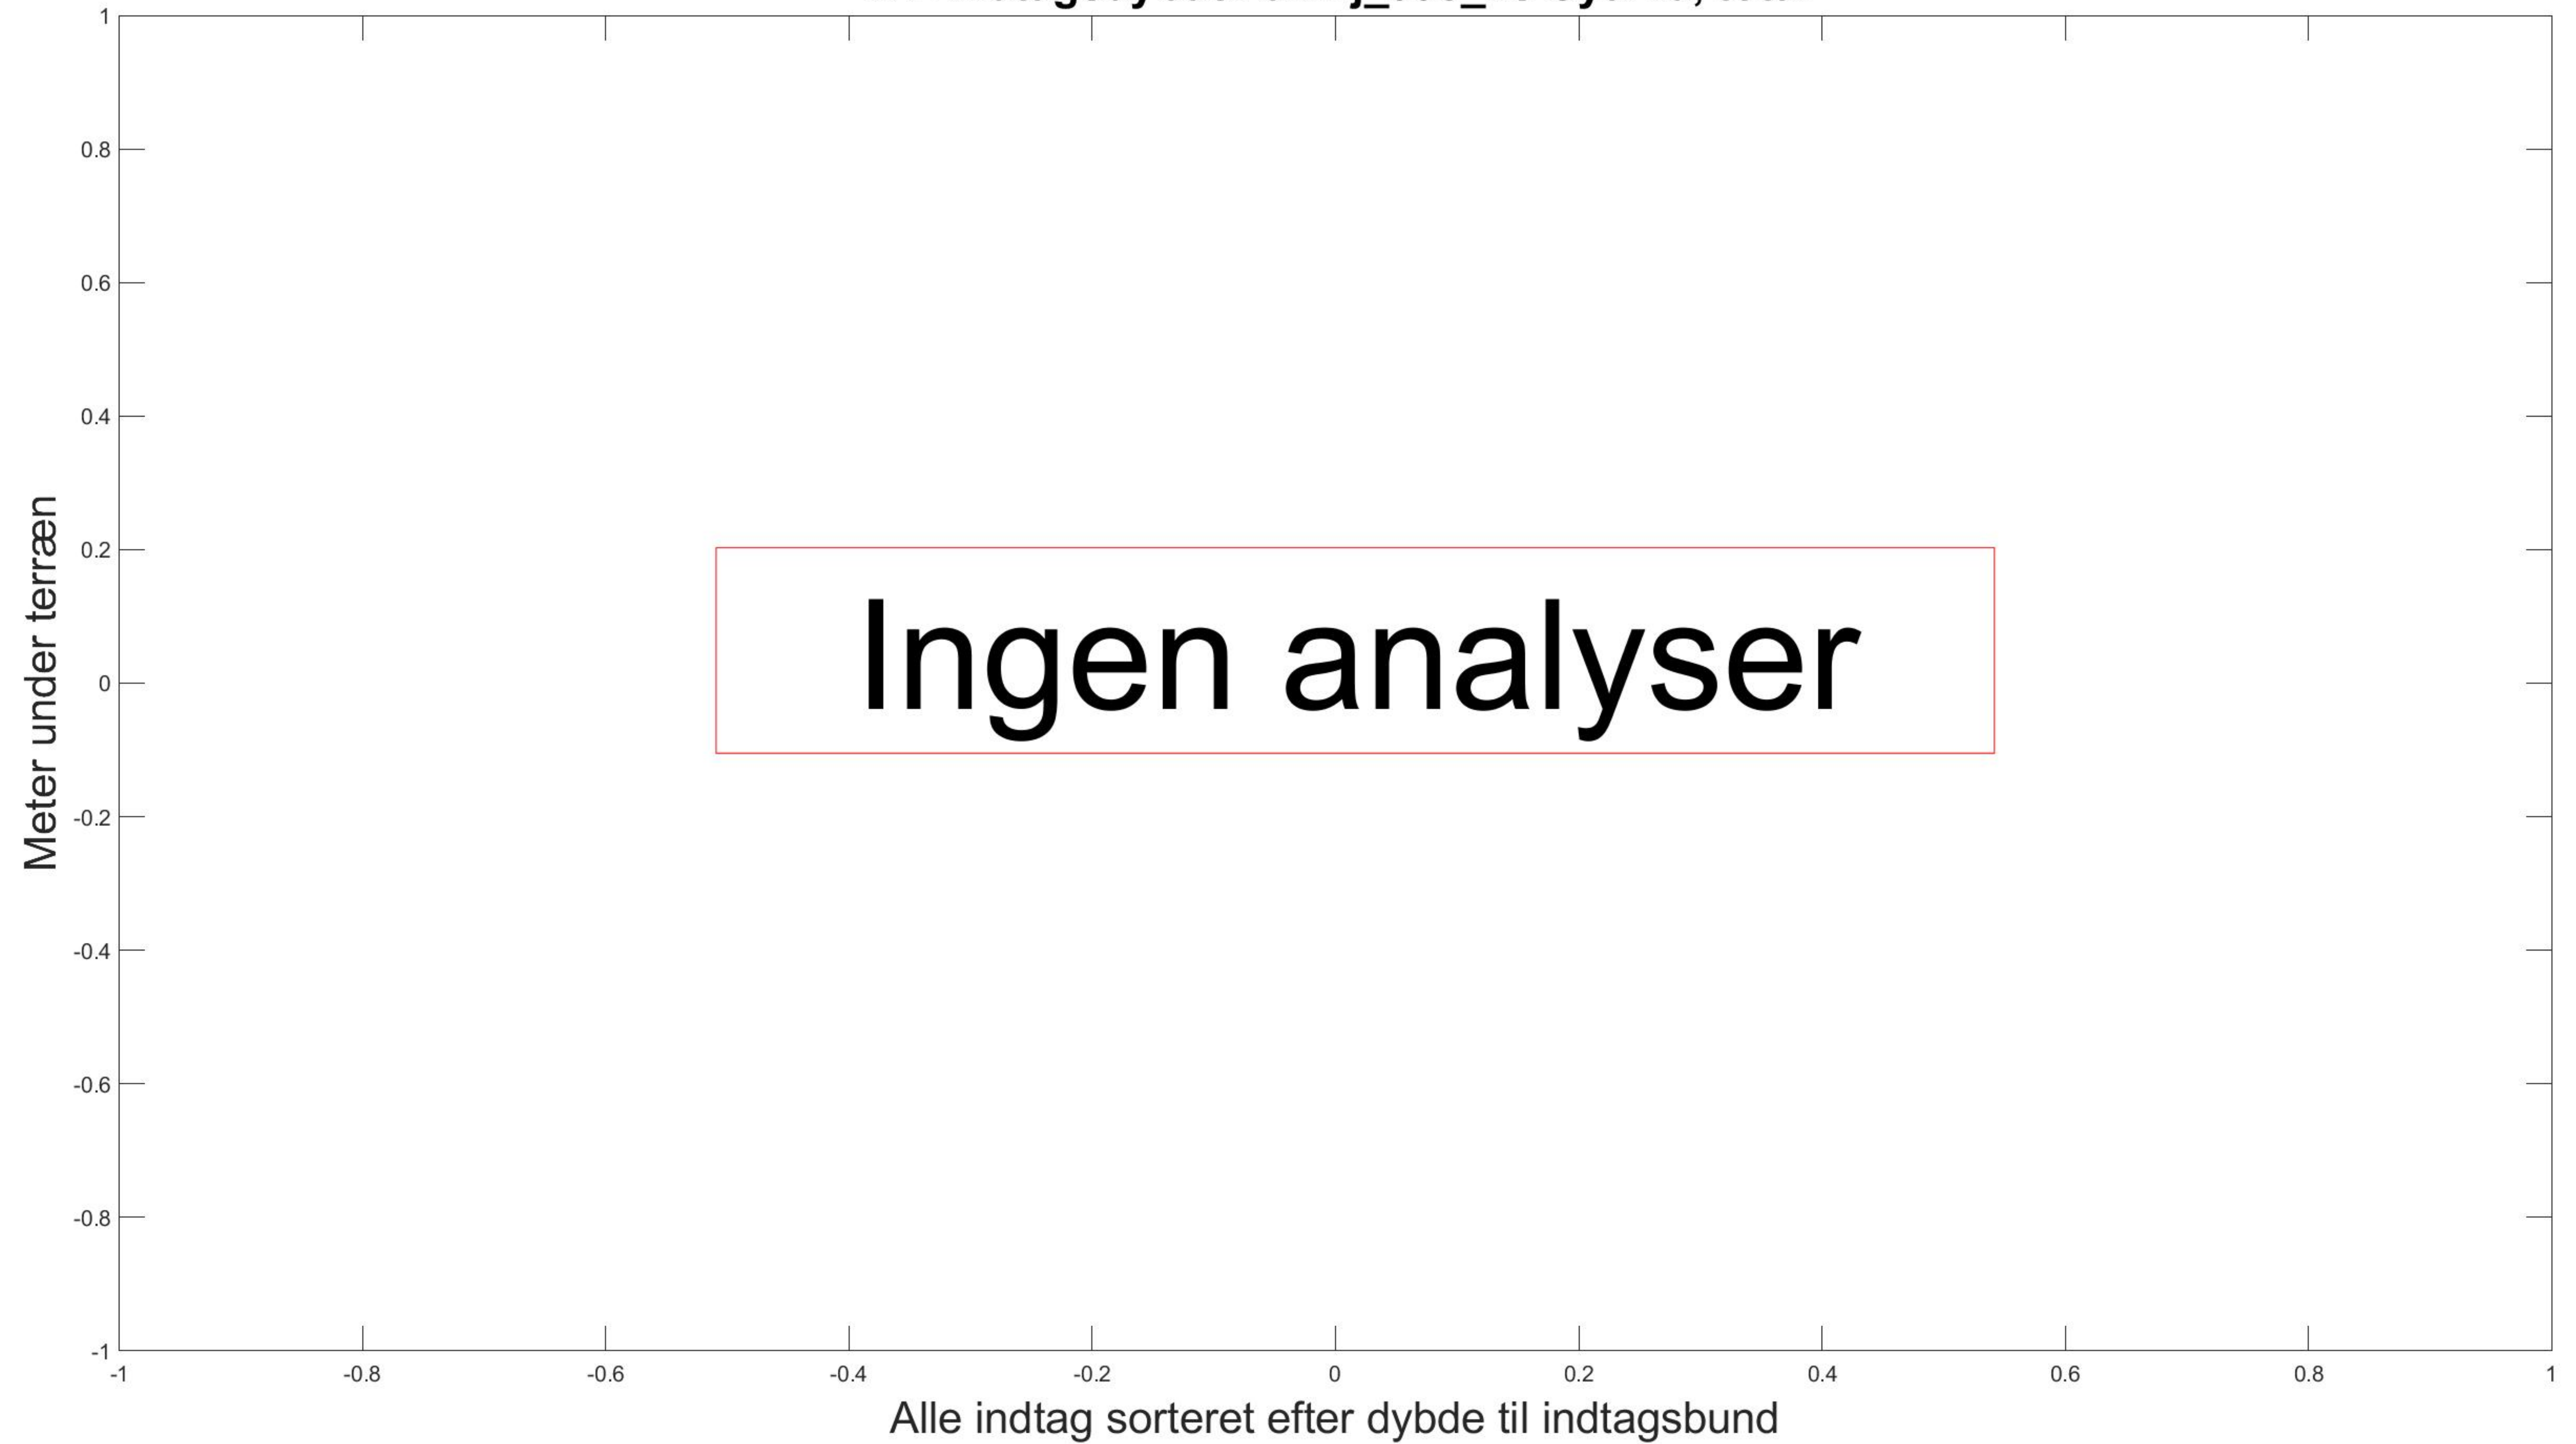 1
0.8
0.6
0.4
0.2
0
-0.2
-0.4
-0.6
-0.8
-1
Meter under terræn
Ingen analyser
-1 -0.8 -0.6 -0.4 -0.2 0 0.2 0.4 0.6 0.8 1
Alle indtag sorteret efter dybde til indtagsbund